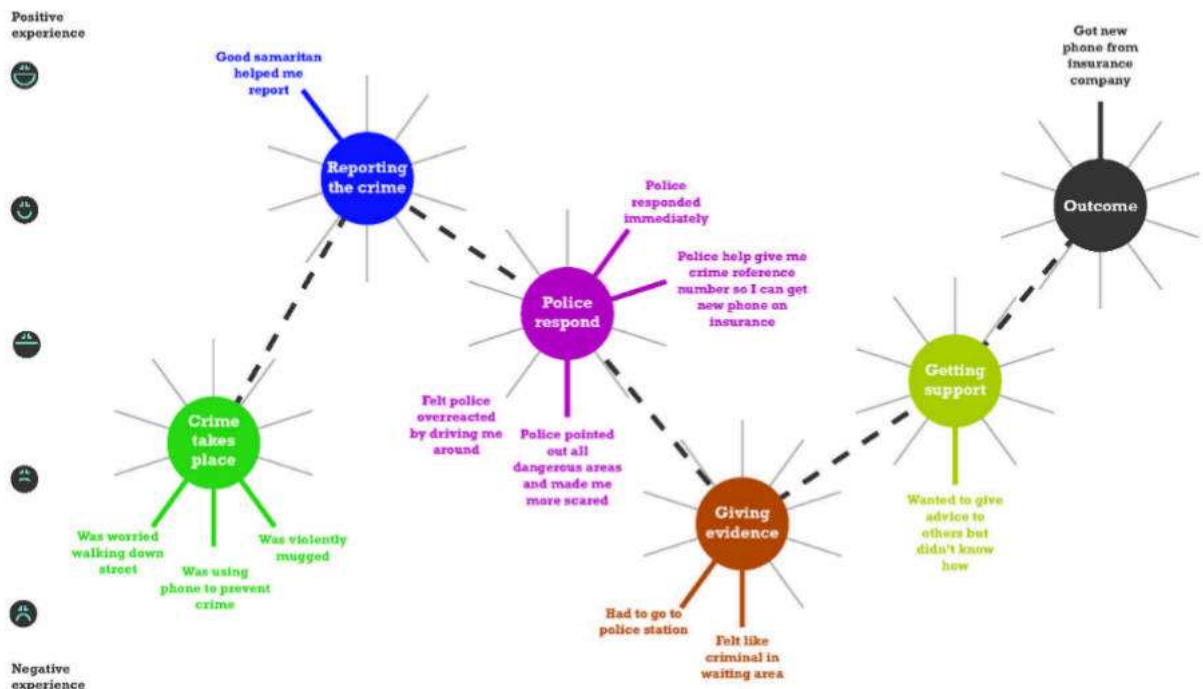 Positive
experience
Good samaritan
helped me
report
Reporting
the crime
Police
responded
immediately
Police help give me
crime reference
number so I can get
new phone on
insurance
Police
respond
Felt police
overreacted
by driving me
around
Police pointed
out all
dangerous areas
and made me
more scared
Crime
takes
place
Was worried
walking down
street
Was using
phone to prevent
crime
Was violently
mugged
Giving
evidence
Had to go to
police station
Felt like
criminal in
waiting area
Getting
support
Wanted to give
advice to
others but
didn't know
how
Got new
phone from
insurance
company
Outcome
Negative
experience